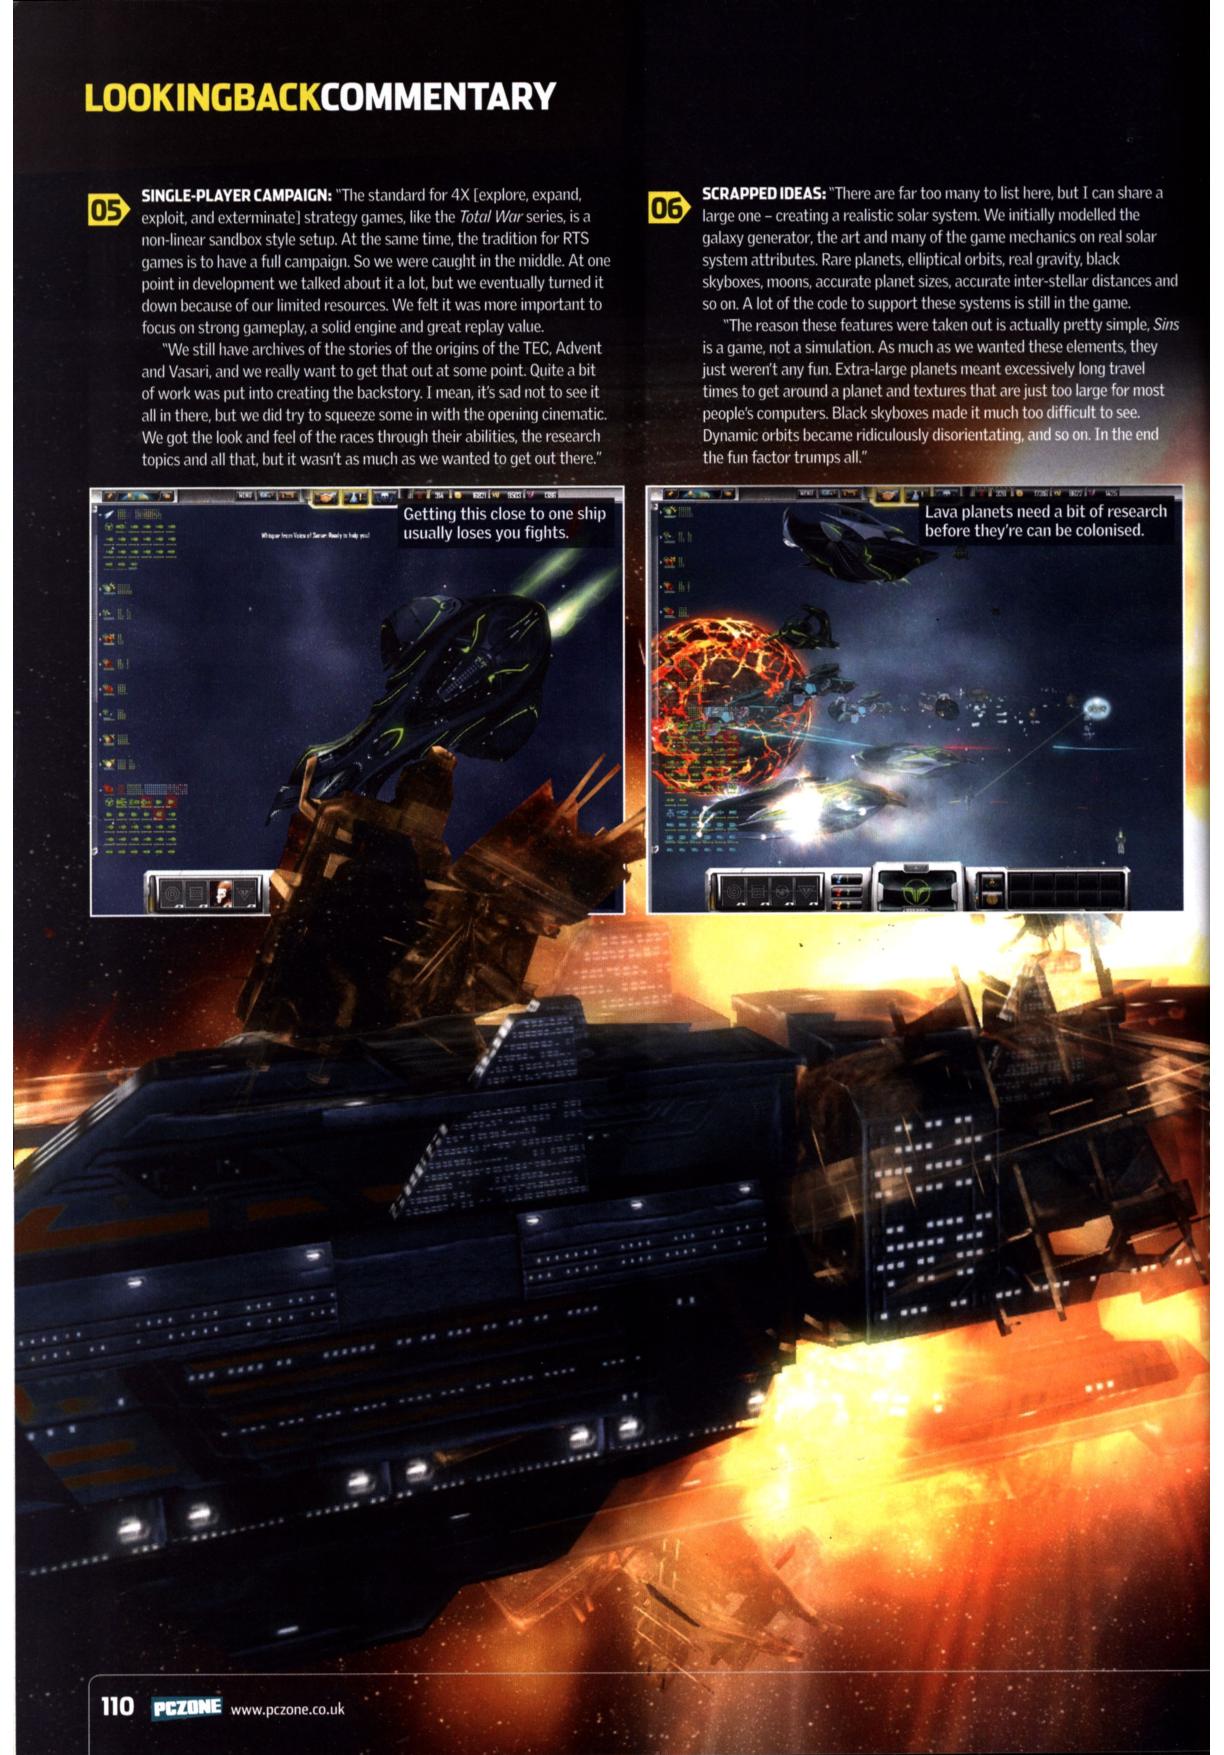 LOOKINGBACKCOMMENTARY
05
SINGLE-PLAYER CAMPAIGN: "The standard for 4X [explore, expand,
exploit, and exterminate] strategy games, like the Total War series, is a
non-linear sandbox style setup. At the same time, the tradition for RTS
games is to have a full campaign. So we were caught in the middle. At one
point in development we talked about it a lot, but we eventually turned it
down because of our limited resources. We felt it was more important to
focus on strong gameplay, a solid engine and great replay value.
"We still have archives of the stories of the origins of the TEC, Advent
and Vasari, and we really want to get that out at some point. Quite a bit
of work was put into creating the backstory. I mean, it's sad not to see it
all in there, but we did try to squeeze some in with the opening cinematic.
We got the look and feel of the races through their abilities, the research
topics and all that, but it wasn't as much as we wanted to get out there."
06
SCRAPPED IDEAS: "There are far too many to list here, but I can share a
large one – creating a realistic solar system. We initially modelled the
galaxy generator, the art and many of the game mechanics on real solar
system attributes. Rare planets, elliptical orbits, real gravity, black
skyboxes, moons, accurate planet sizes, accurate inter-stellar distances and
so on. A lot of the code to support these systems is still in the game.
"The reason these features were taken out is actually pretty simple, Sins
is a game, not a simulation. As much as we wanted these elements, they
just weren't any fun. Extra-large planets meant excessively long travel
times to get around a planet and textures that are just too large for most
people's computers. Black skyboxes made it much too difficult to see.
Dynamic orbits became ridiculously disorientating, and so on. In the end
the fun factor trumps all."
MENU
Getting this close to one ship
usually loses you fights.
Whisper from Voice of Saman Ready to help you!
MENU
Lava planets need a bit of research
before they're can be colonised.
110 PCZONE www.pczone.co.uk